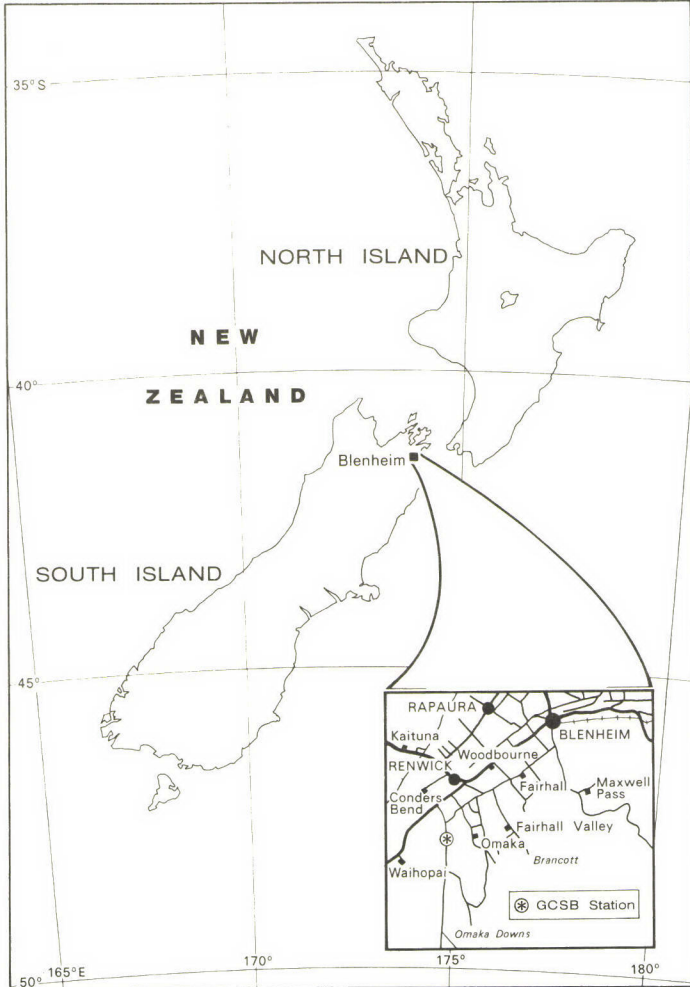 35°S
NORTH ISLAND
NEW
ZEALAND
40°
Blenheim
SOUTH ISLAND
45°
RAPAURA
BLENHEIM
Kaituna
Woodbourne
RENWICK
Fairhall
Maxwell
Pass
Conders
Bend
Fairhall Valley
Omaka
Brancott
Waihopai
GCSB Station
Omaka Downs
50°
165°E
170°
175°
180°